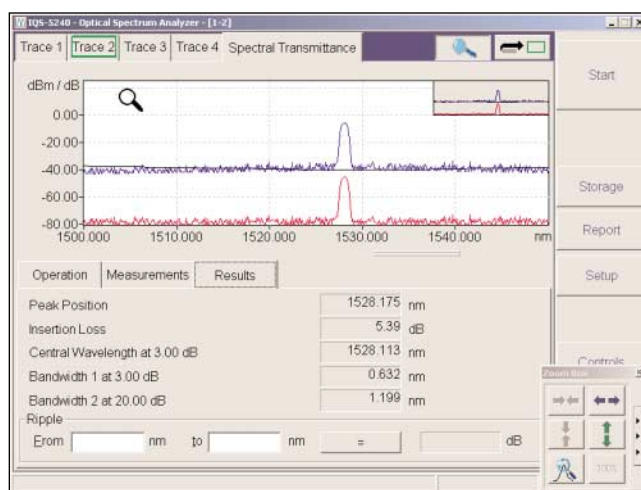 IQS-5240 - Optical Spectrum Analyzer - [1-2]
Trace 1 Trace 2 Trace 3 Trace 4 Spectral Transmittance
Start
dBm / dB
0.00
-20.00
-40.00
-60.00
-80.00
1500.000 1510.000 1520.000 1530.000 1540.000 nm
Storage
Report
Setup
Controls
Operation Measurements Results
Peak Position 1528.175 nm
Insertion Loss 5.39 dB
Central Wavelength at 3.00 dB 1528.113 nm
Bandwidth 1 at 3.00 dB 0.632 nm
Bandwidth 2 at 20.00 dB 1.199 nm
Ripple
From nm to nm = dB
Zoom Box
100%